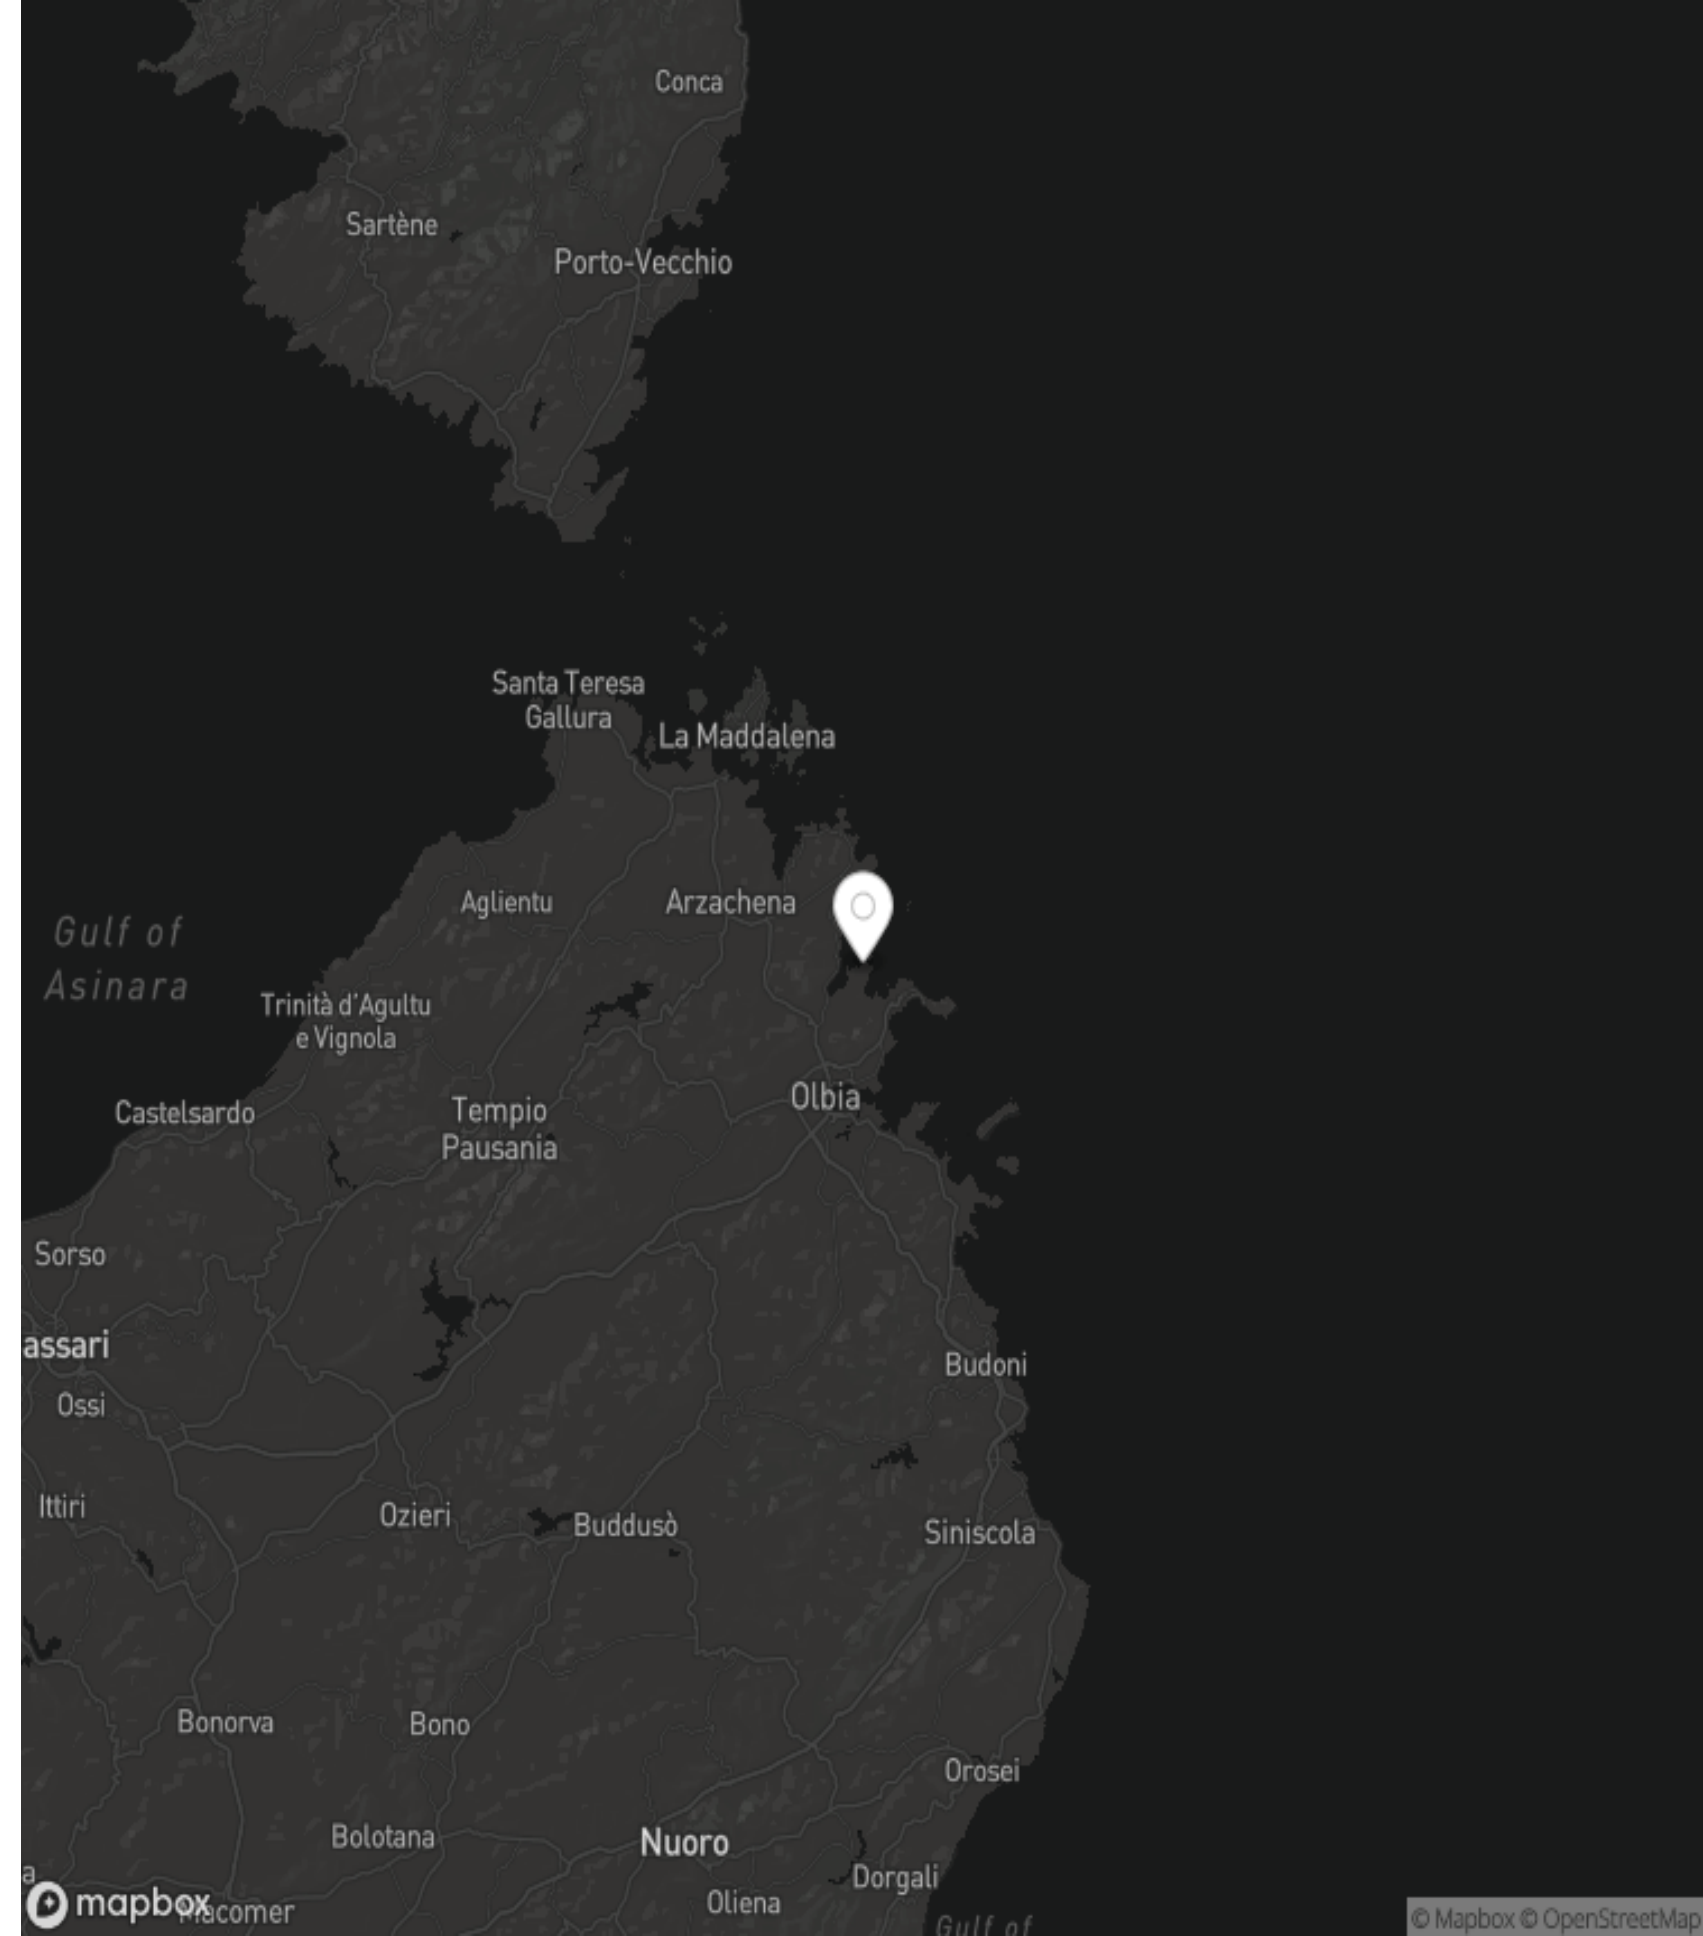 Conca
Sartène
Porto-Vecchio
Santa Teresa
Gallura
La Maddalena
Aglientu
Arzachena
Gulf of
Asinara
Trinità d'Agultu
e Vignola
Castelsardo
Tempio
Pausania
Olbia
Sorso
assari
Ossi
Budoni
Ittiri
Ozieri
Buddusò
Siniscola
Bonorva
Bono
Orosei
Bolotana
Nuoro
a
Dorgali
Oliena
mapbox
Macomer
Gulf of
© Mapbox © OpenStreetMap